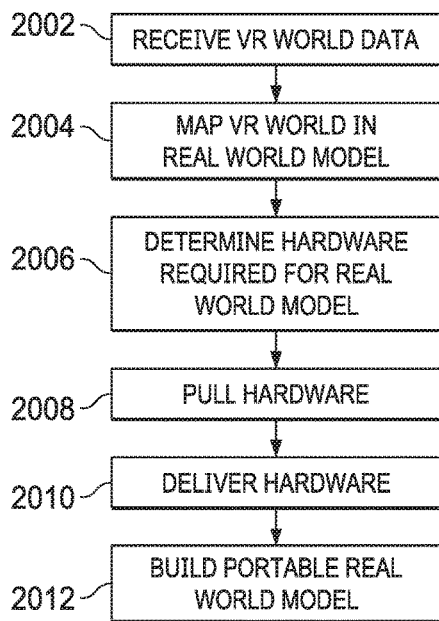 2002
RECEIVE VR WORLD DATA
2004
MAP VR WORLD IN
REAL WORLD MODEL
2006
DETERMINE HARDWARE
REQUIRED FOR REAL
WORLD MODEL
2008
PULL HARDWARE
2010
DELIVER HARDWARE
2012
BUILD PORTABLE REAL
WORLD MODEL